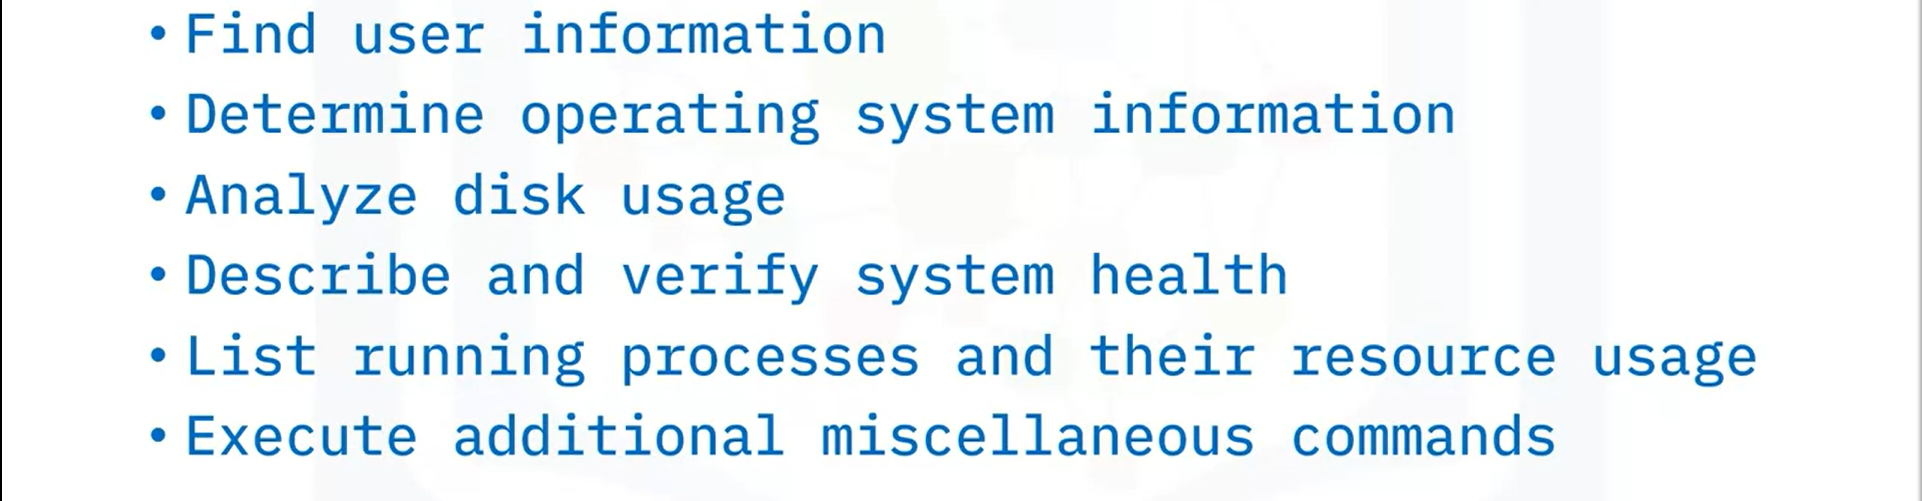 • Find user information
• Determine operating system information
• Analyze disk usage
• Describe and verify system health
• List running processes and their resource usage
• Execute additional miscellaneous commands